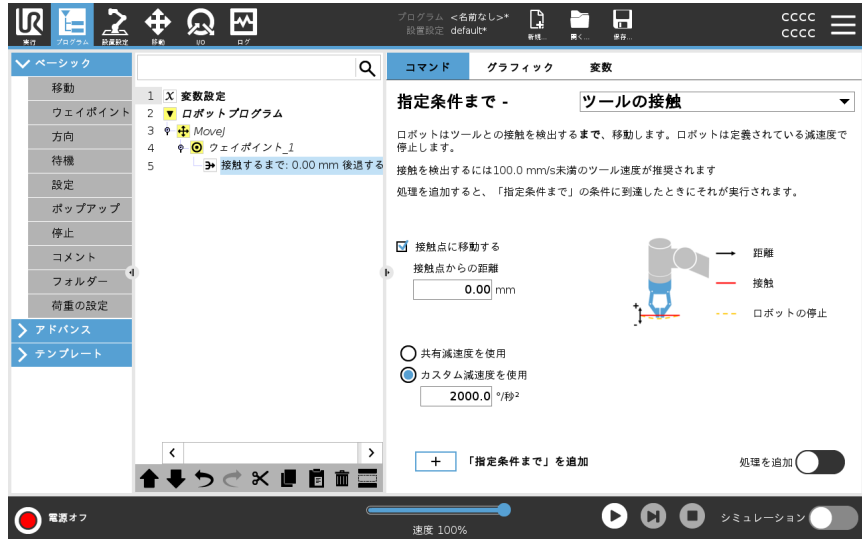 UR
実行
プログラム
設置設定
移動
I/O
ログ
プログラム <名前なし>*
設置設定 default*
新規...
開く...
保存...
CCCC
CCCC
ベーシック
移動
ウェイポイント
方向
待機
設定
ポップアップ
停止
コメント
フォルダー
荷重の設定
アドバンス
テンプレート
1 X 変数設定
2 ロボットプログラム
3 MoveJ
4 ウェイポイント_1
5 接触するまで: 0.00 mm 後退する
コマンド グラフィック 変数
指定条件まで - ツールの接触
ロボットはツールとの接触を検出するまで、移動します。ロボットは定義されている減速度で
停止します。
接触を検出するには100.0 mm/s未満のツール速度が推奨されます
処理を追加すると、「指定条件まで」の条件に到達したときにそれが実行されます。
接触点に移動する
接触点からの距離
0.00 mm
距離
接触
ロボットの停止
共有減速度を使用
カスタム減速度を使用
2000.0 °/秒²
+ 「指定条件まで」を追加
処理を追加
電源オフ
速度 100%
シミュレーション